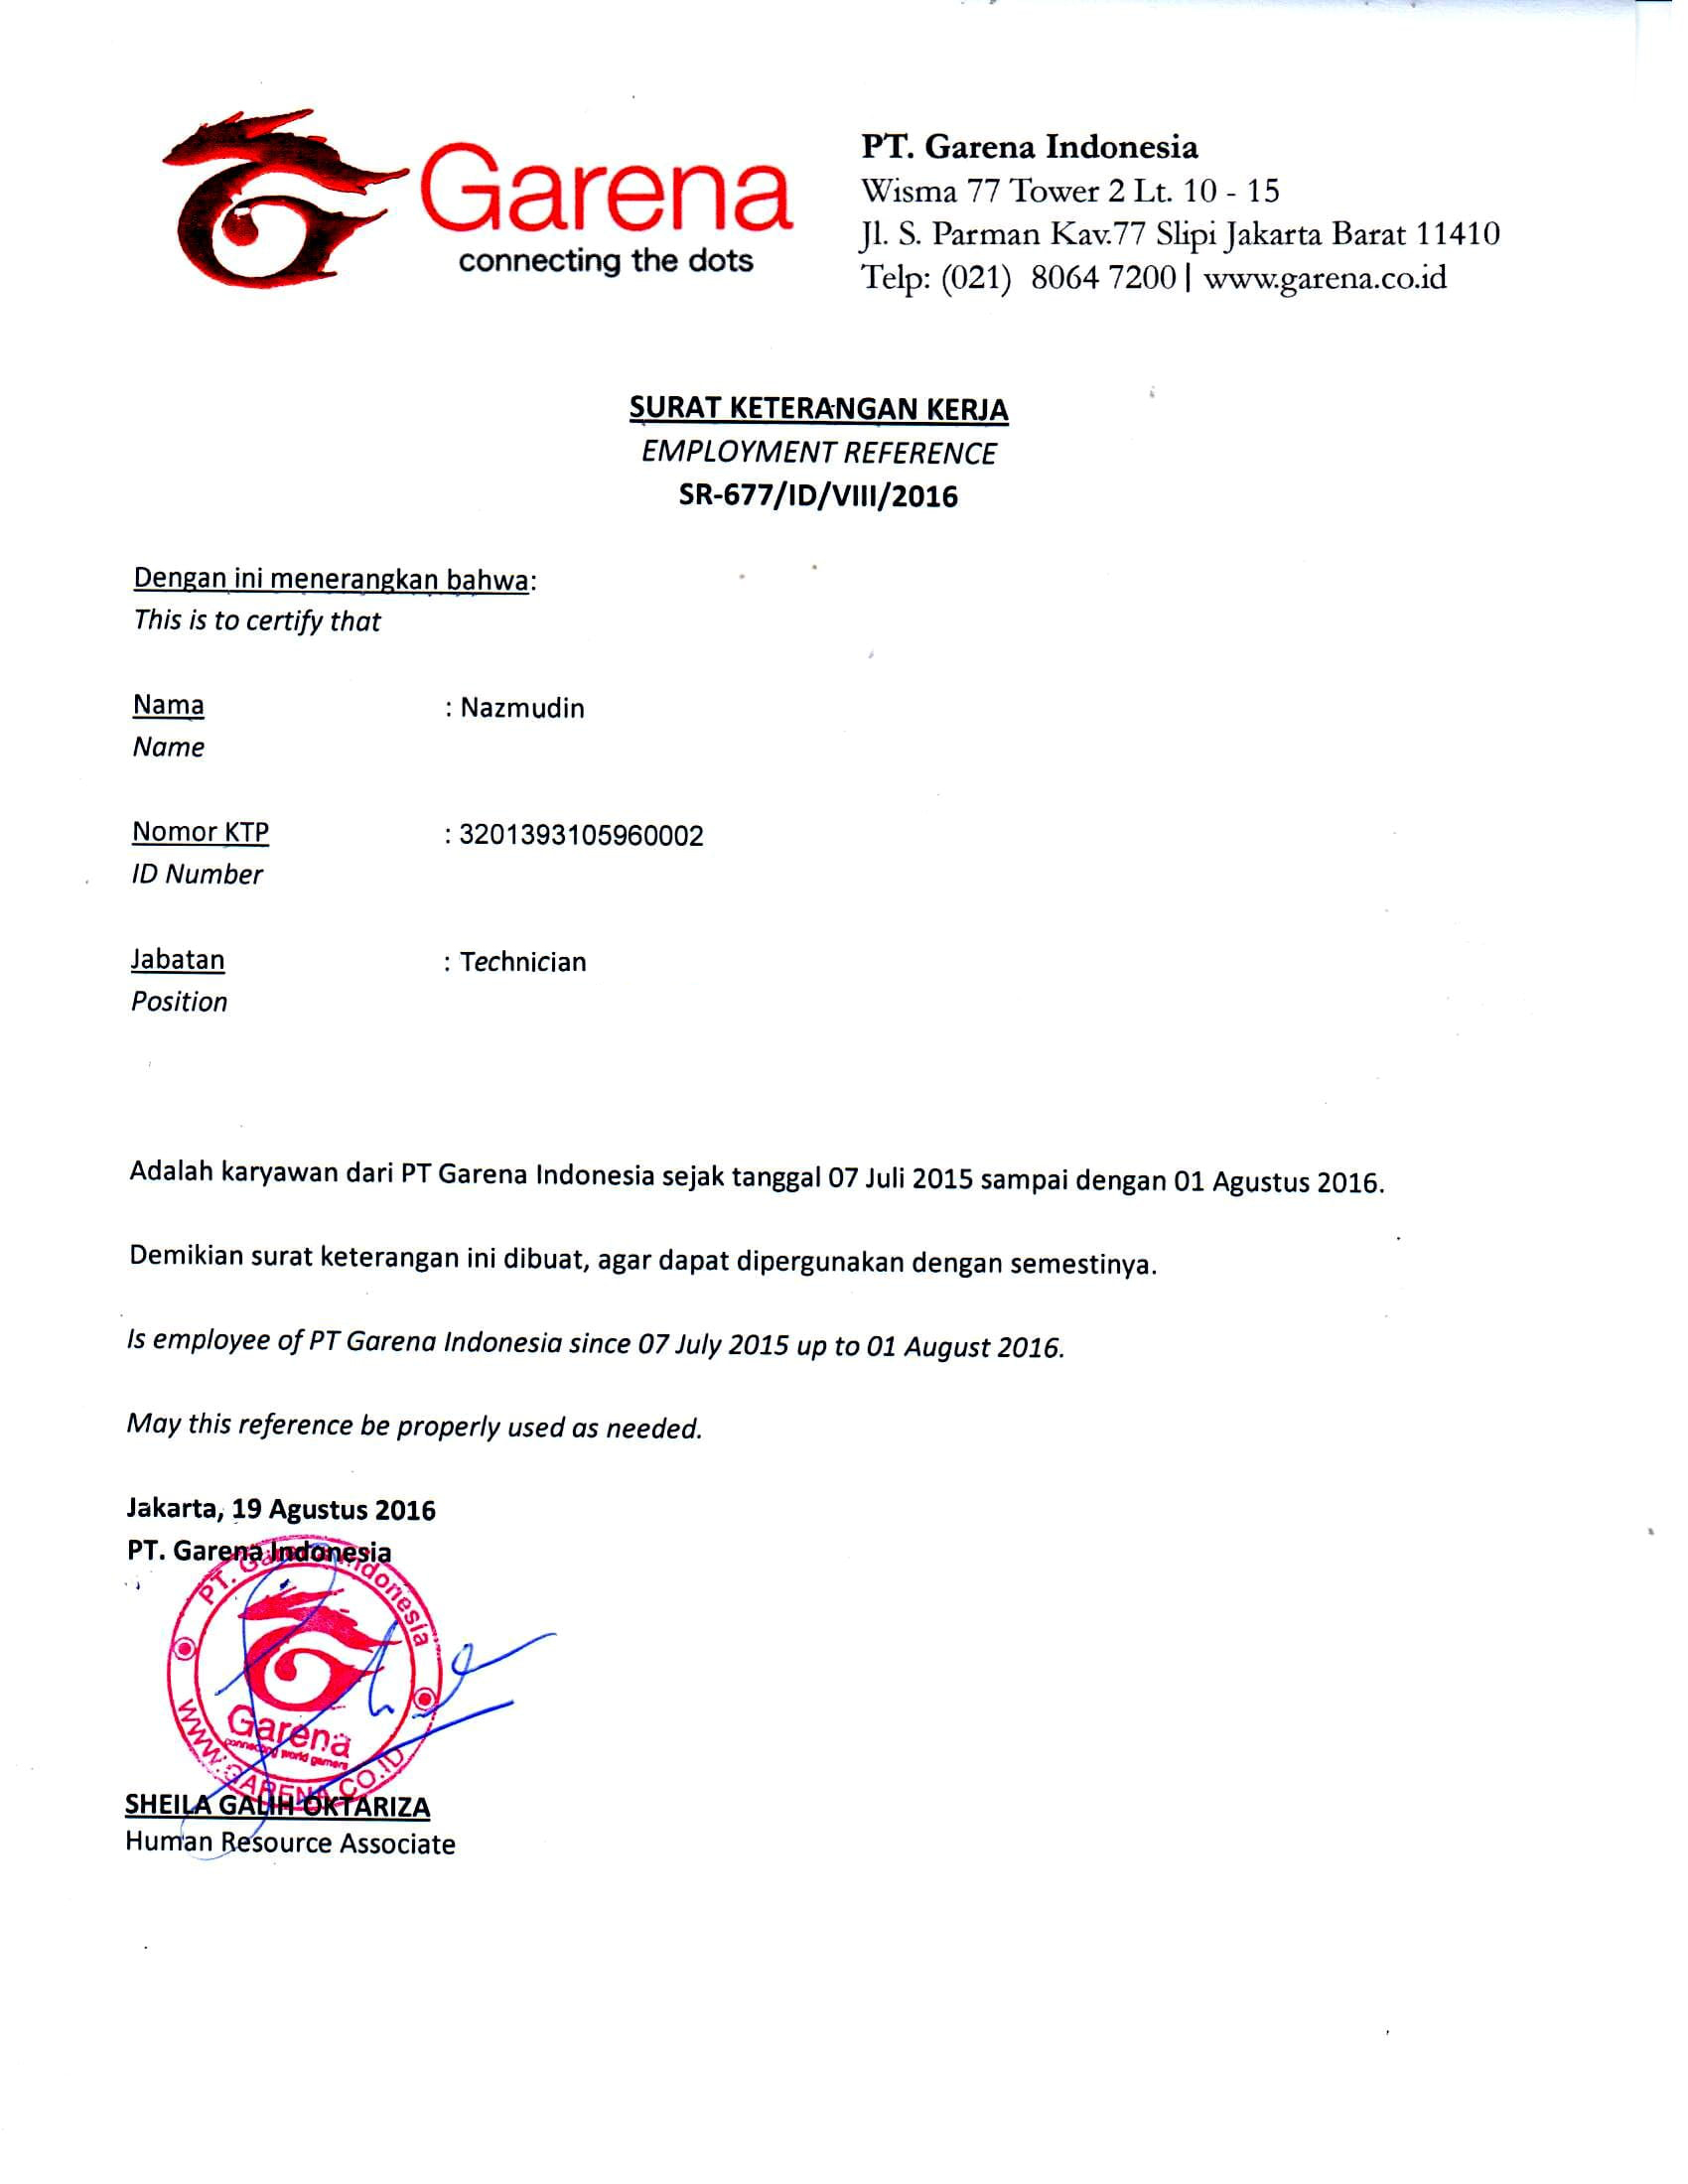 Garena
connecting the dots
PT. Garena Indonesia
Wisma 77 Tower 2 Lt. 10 - 15
Jl. S. Parman Kav.77 Slipi Jakarta Barat 11410
Telp: (021) 8064 7200 | www.garena.co.id
SURAT KETERANGAN KERJA
EMPLOYMENT REFERENCE
SR-677/ID/VIII/2016
Dengan ini menerangkan bahwa:
This is to certify that
Nama : Nazmudin
Name
Nomor KTP : 3201393105960002
ID Number
Jabatan : Technician
Position
Adalah karyawan dari PT Garena Indonesia sejak tanggal 07 Juli 2015 sampai dengan 01 Agustus 2016.
Demikian surat keterangan ini dibuat, agar dapat dipergunakan dengan semestinya.
Is employee of PT Garena Indonesia since 07 July 2015 up to 01 August 2016.
May this reference be properly used as needed.
Jakarta, 19 Agustus 2016
PT. Garena Indonesia
PT. Garena Indonesia
Garena
connecting world gamers
WWW.GARENA.CO.ID
SHEILA GALIH OKTARIZA
Human Resource Associate